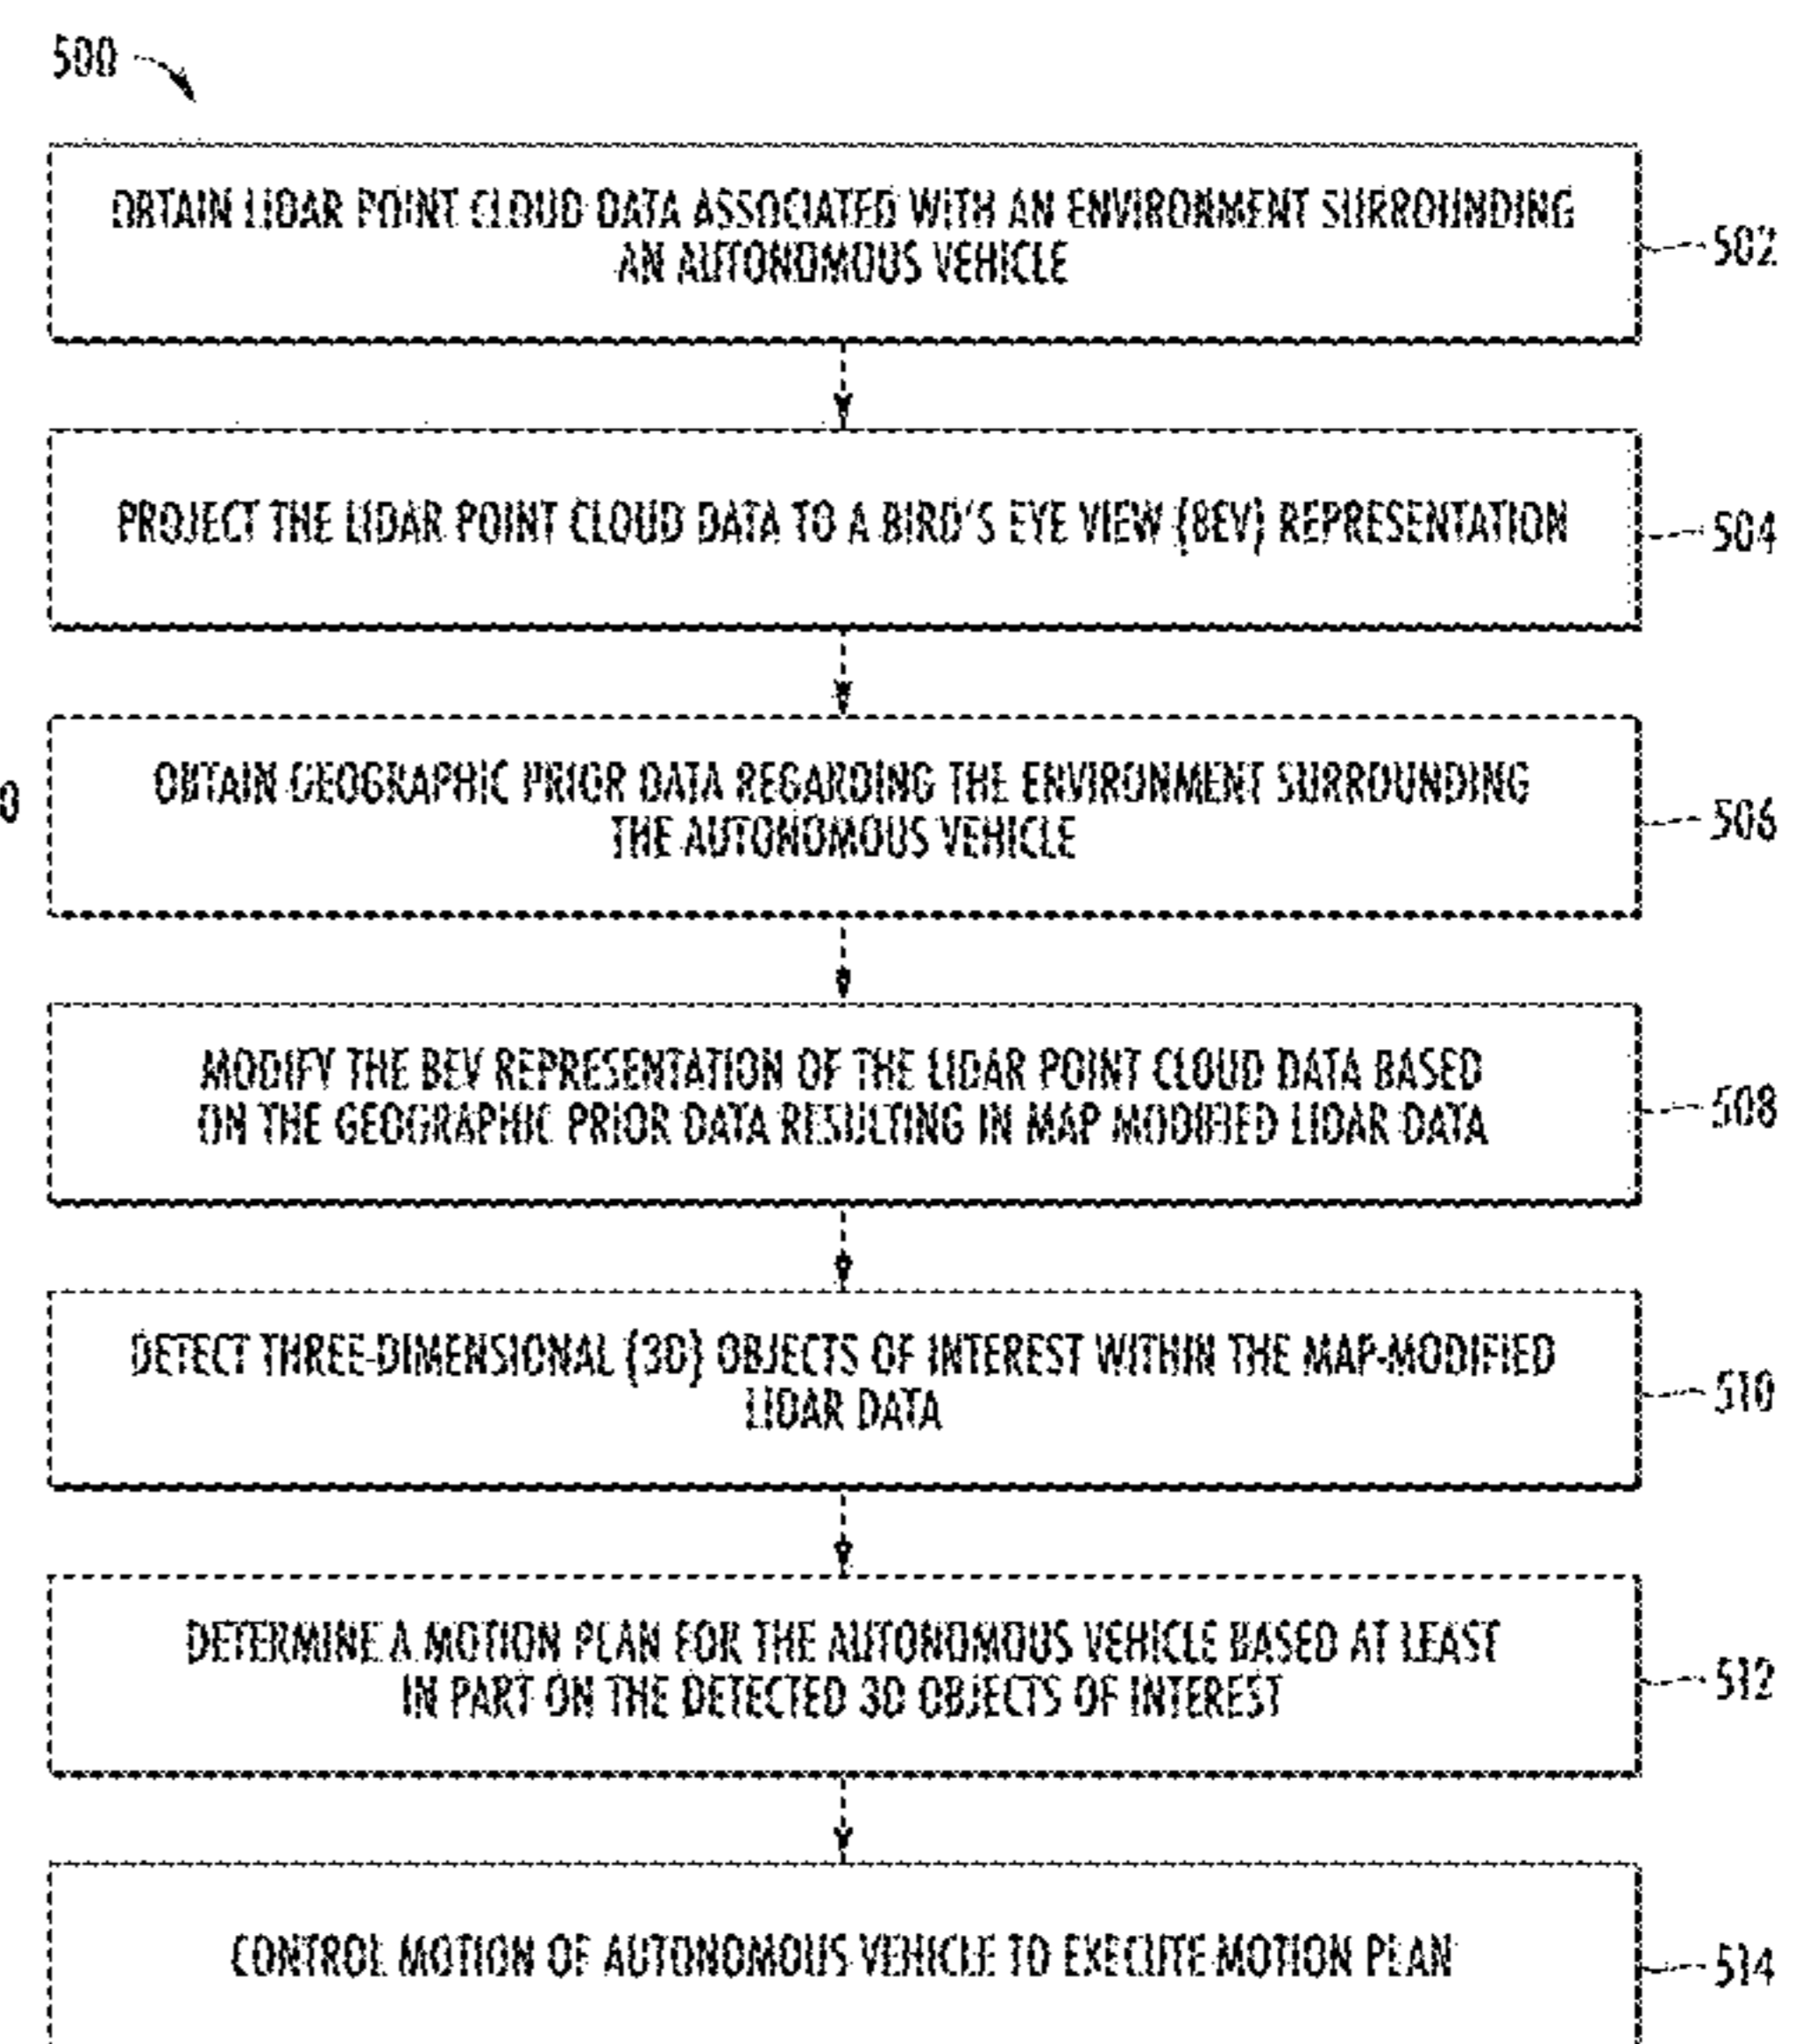 500
OBTAIN LIDAR POINT CLOUD DATA ASSOCIATED WITH AN ENVIRONMENT SURROUNDING
AN AUTONOMOUS VEHICLE
502
PROJECT THE LIDAR POINT CLOUD DATA TO A BIRD'S EYE VIEW (BEV) REPRESENTATION
504
0
OBTAIN GEOGRAPHIC PRIOR DATA REGARDING THE ENVIRONMENT SURROUNDING
THE AUTONOMOUS VEHICLE
506
MODIFY THE BEV REPRESENTATION OF THE LIDAR POINT CLOUD DATA BASED
ON THE GEOGRAPHIC PRIOR DATA RESULTING IN MAP MODIFIED LIDAR DATA
508
DETECT THREE-DIMENSIONAL (3D) OBJECTS OF INTEREST WITHIN THE MAP-MODIFIED
LIDAR DATA
510
DETERMINE A MOTION PLAN FOR THE AUTONOMOUS VEHICLE BASED AT LEAST
IN PART ON THE DETECTED 3D OBJECTS OF INTEREST
512
CONTROL MOTION OF AUTONOMOUS VEHICLE TO EXECUTE MOTION PLAN
514